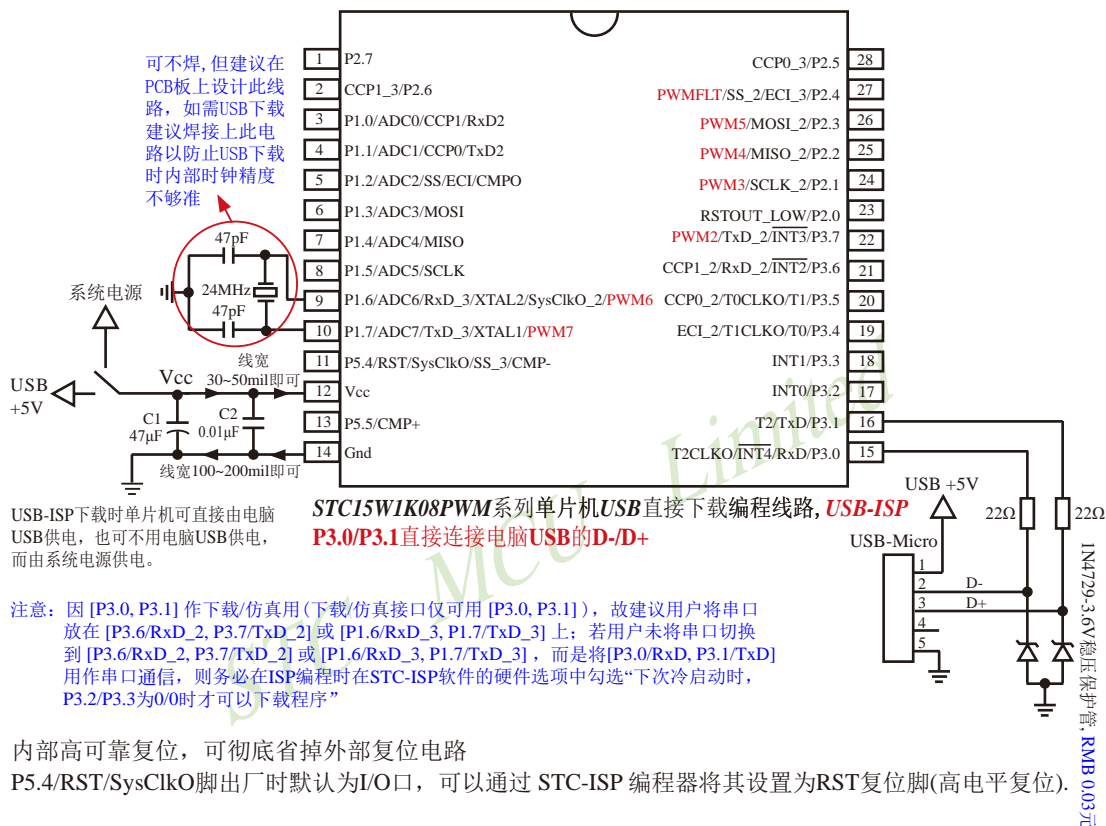 可不焊,但建议在
PCB板上设计此线
路，如需USB下载
建议焊接上此电
路以防止USB下载
时内部时钟精度
不够准
47pF
24MHz
47pF
系统电源
USB
+5V
Vcc
线宽
30~50mil即可
C1
47μF
C2
0.01μF
线宽100~200mil即可
1 P2.7
2 CCP1_3/P2.6
3 P1.0/ADC0/CCP1/RxD2
4 P1.1/ADC1/CCP0/TxD2
5 P1.2/ADC2/SS/ECI/CMPO
6 P1.3/ADC3/MOSI
7 P1.4/ADC4/MISO
8 P1.5/ADC5/SCLK
9 P1.6/ADC6/RxD_3/XTAL2/SysClkO_2/PWM6
10 P1.7/ADC7/TxD_3/XTAL1/PWM7
11 P5.4/RST/SysClkO/SS_3/CMP-
12 Vcc
13 P5.5/CMP+
14 Gnd
CCP0_3/P2.5 28
PWMFLT/SS_2/ECI_3/P2.4 27
PWM5/MOSI_2/P2.3 26
PWM4/MISO_2/P2.2 25
PWM3/SCLK_2/P2.1 24
RSTOUT_LOW/P2.0 23
PWM2/TxD_2/INT3/P3.7 22
CCP1_2/RxD_2/INT2/P3.6 21
CCP0_2/T0CLKO/T1/P3.5 20
ECI_2/T1CLKO/T0/P3.4 19
INT1/P3.3 18
INT0/P3.2 17
T2/TxD/P3.1 16
T2CLKO/INT4/RxD/P3.0 15
USB-ISP下载时单片机可直接由电脑
USB供电，也可不用电脑USB供电，
而由系统电源供电。
STC15W1K08PWM系列单片机USB直接下载编程线路, USB-ISP
P3.0/P3.1直接连接电脑USB的D-/D+
USB +5V
USB-Micro
1
2
3
4
5
D-
D+
22Ω
22Ω
1N4729-3.6V稳压保护管, RMB 0.03元
注意：因 [P3.0, P3.1] 作下载/仿真用(下载/仿真接口仅可用 [P3.0, P3.1])，故建议用户将串口
放在 [P3.6/RxD_2, P3.7/TxD_2] 或 [P1.6/RxD_3, P1.7/TxD_3] 上；若用户未将串口切换
到 [P3.6/RxD_2, P3.7/TxD_2] 或 [P1.6/RxD_3, P1.7/TxD_3] ，而是将[P3.0/RxD, P3.1/TxD]
用作串口通信，则务必在ISP编程时在STC-ISP软件的硬件选项中勾选“下次冷启动时，
P3.2/P3.3为0/0时才可以下载程序”
STC MCU Limited
内部高可靠复位，可彻底省掉外部复位电路
P5.4/RST/SysClkO脚出厂时默认为I/O口，可以通过 STC-ISP 编程器将其设置为RST复位脚(高电平复位).